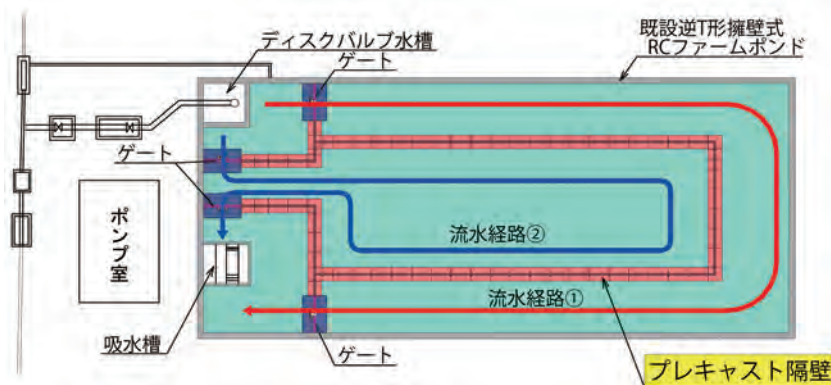 ディスクバルブ水槽
ゲート
既設逆T形擁壁式
RCファームポンド
ゲート
ポンプ室
流水経路②
流水経路①
吸水槽
ゲート
プレキャスト隔壁